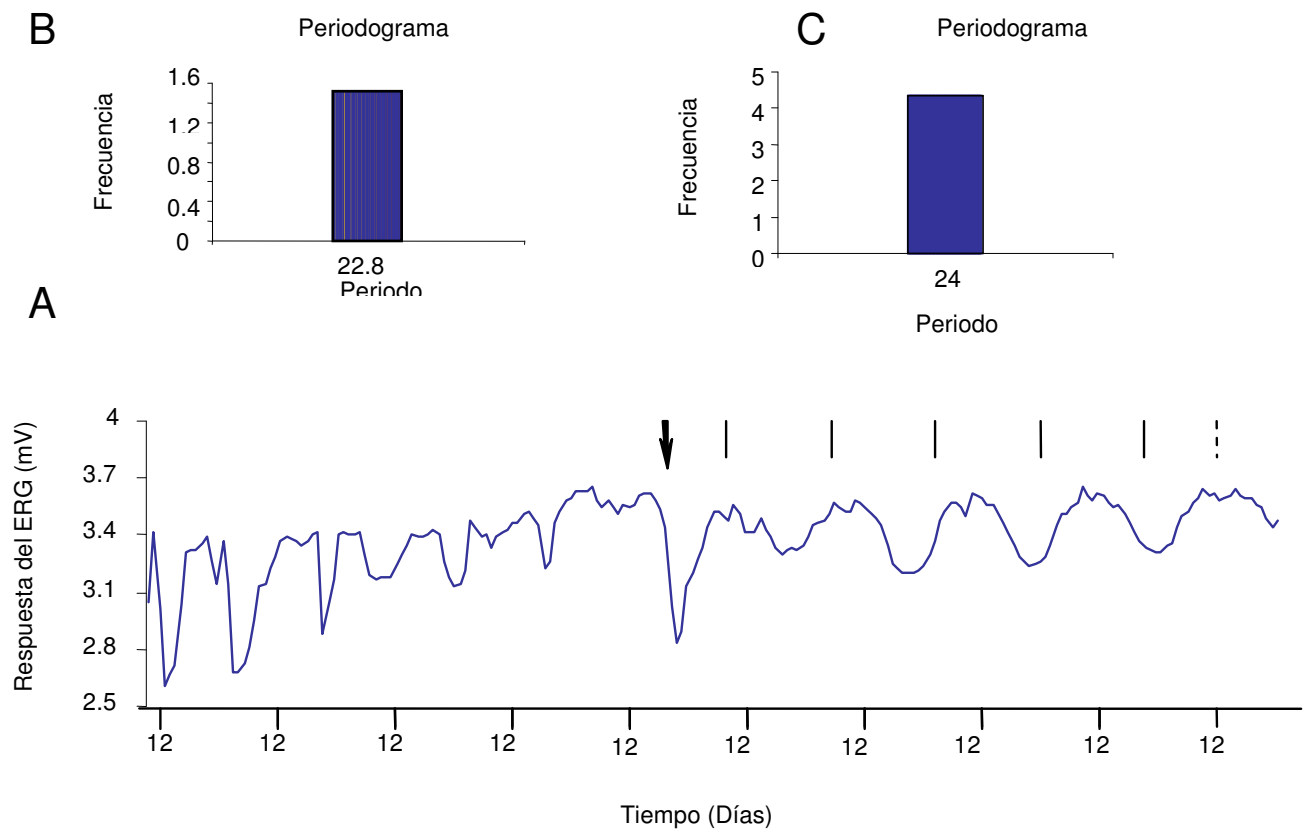 B
Periodograma
Frecuencia
1.6
1.2
0.8
0.4
0
22.8
Periodo
C
Periodograma
Frecuencia
5
4
3
2
1
0
24
Periodo
A
Respuesta del ERG (mV)
4
3.7
3.4
3.1
2.8
2.5
12 12 12 12 12 12 12 12 12 12
Tiempo (Días)